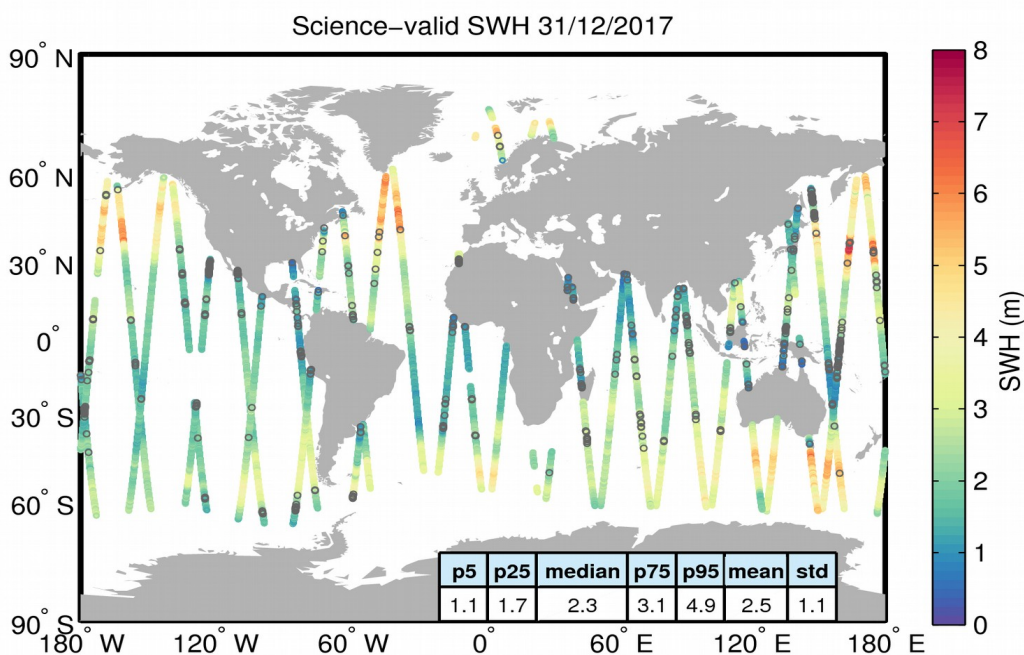 Science−valid SWH 31/12/2017
90° N
60° N
30° N
0°
30° S
60° S
90° S
180° W
120° W
60° W
0°
60° E
120° E
180° E
p5 p25 median p75 p95 mean std
1.1 1.7 2.3 3.1 4.9 2.5 1.1
8
7
6
5
4
3
2
1
0
SWH (m)